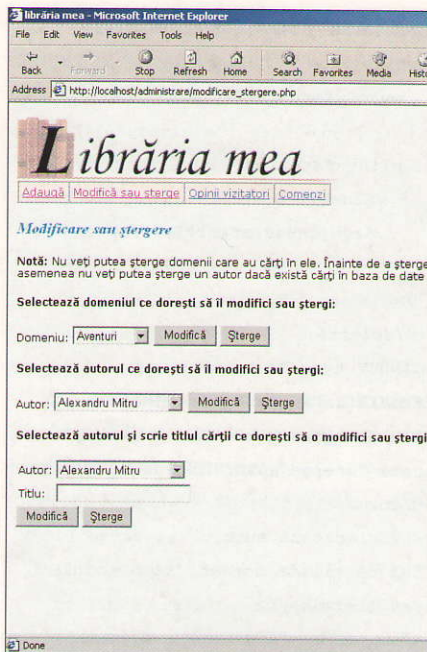 librăria mea - Microsoft Internet Explorer
File Edit View Favorites Tools Help
Back Forward Stop Refresh Home Search Favorites Media Histo
Address http://localhost/administrare/modificare_stergere.php
Librăria mea
Adaugă Modifică sau sterge Opinii vizitatori Comenzi
Modificare sau ştergere
Notă: Nu veţi putea şterge domenii care au cărţi în ele. Înainte de a şterge
asemenea nu veţi putea şterge un autor dacă există cărţi în baza de date
Selectează domeniul ce doreşti să îl modifici sau ştergi:
Domeniu: Aventuri Modifică Şterge
Selectează autorul ce doreşti să îl modifici sau ştergi:
Autor: Alexandru Mitru Modifică Şterge
Selectează autorul şi scrie titlul cărţii ce doreşti să o modifici sau ştergi
Autor: Alexandru Mitru
Titlu:
Modifică Şterge
Done